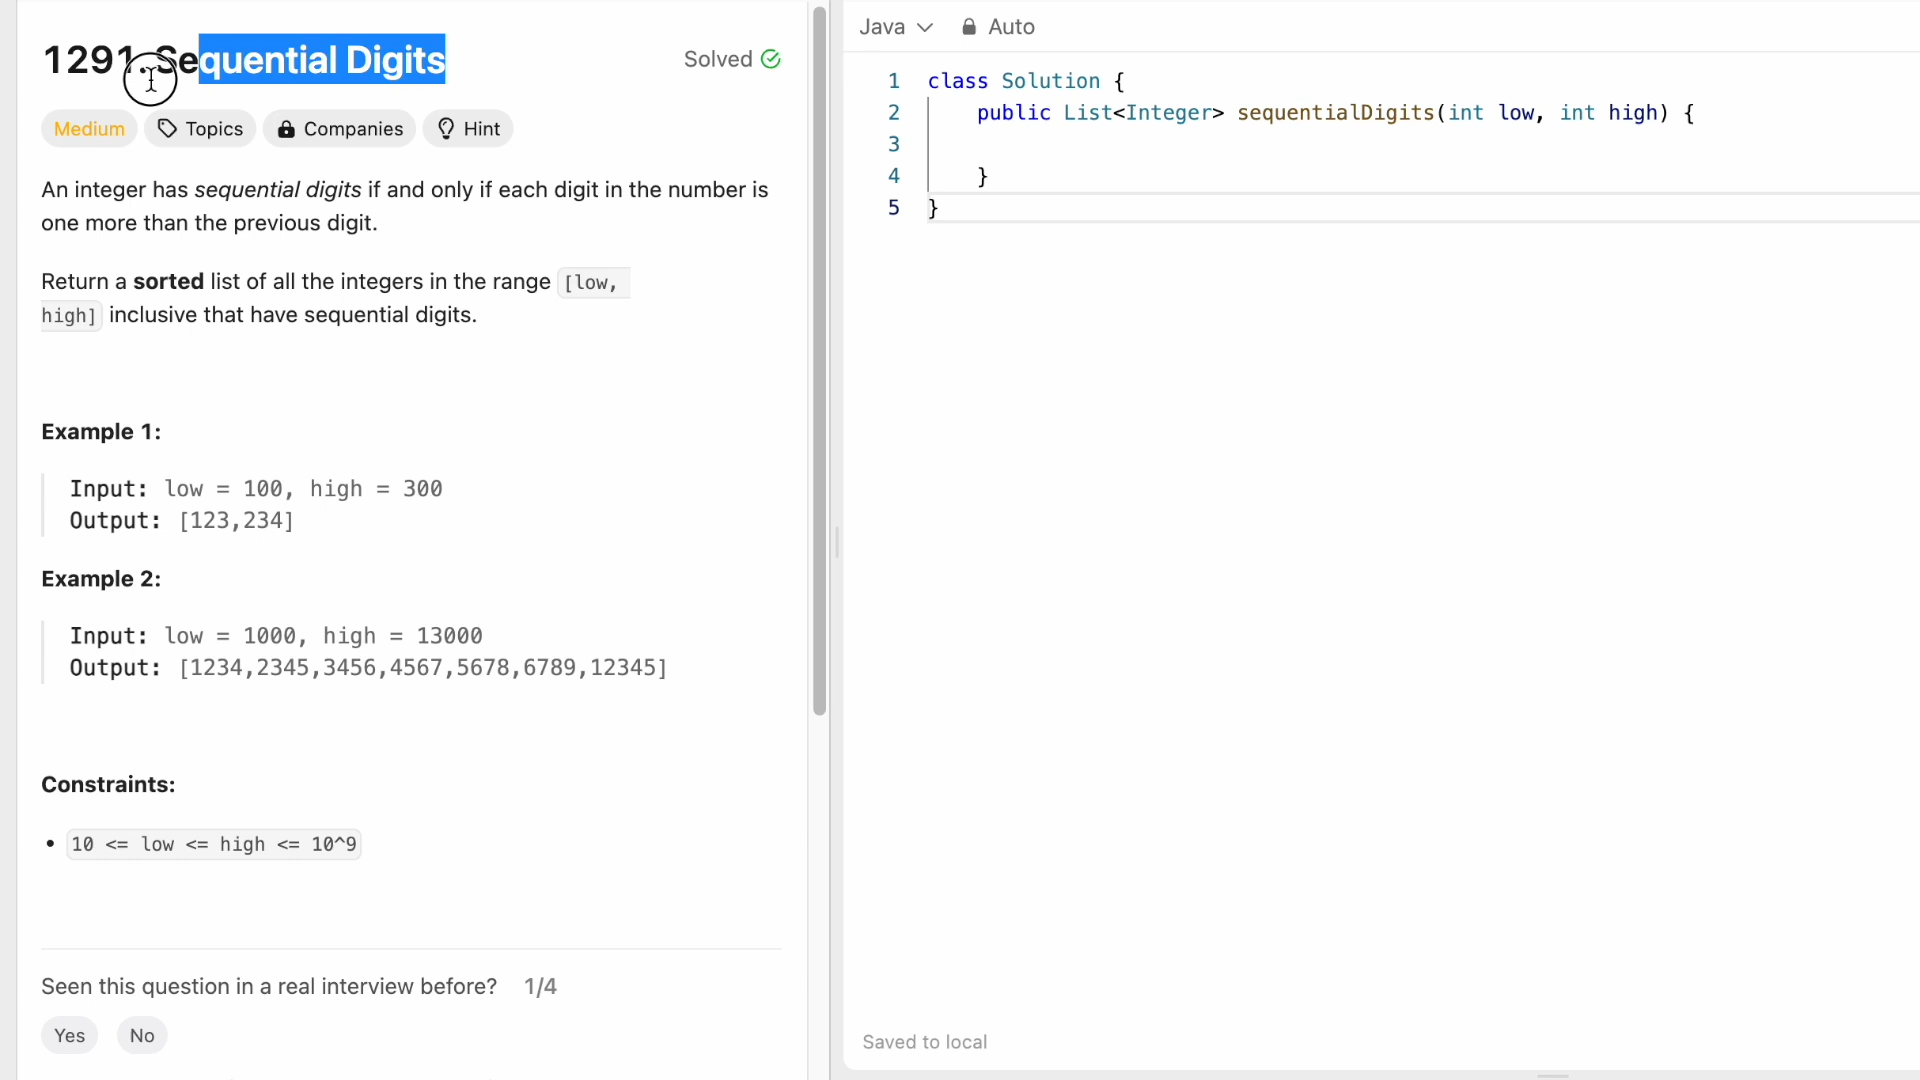 1291. Sequential Digits
Solved
Medium
Topics
Companies
Hint
An integer has sequential digits if and only if each digit in the number is
one more than the previous digit.
Return a sorted list of all the integers in the range [low,
high] inclusive that have sequential digits.
Example 1:
Input: low = 100, high = 300
Output: [123,234]
Example 2:
Input: low = 1000, high = 13000
Output: [1234,2345,3456,4567,5678,6789,12345]
Constraints:
• 10 <= low <= high <= 10^9
Seen this question in a real interview before? 1/4
Yes
No
Java
Auto
1 class Solution {
2 public List<Integer> sequentialDigits(int low, int high) {
3
4 }
5 }
Saved to local